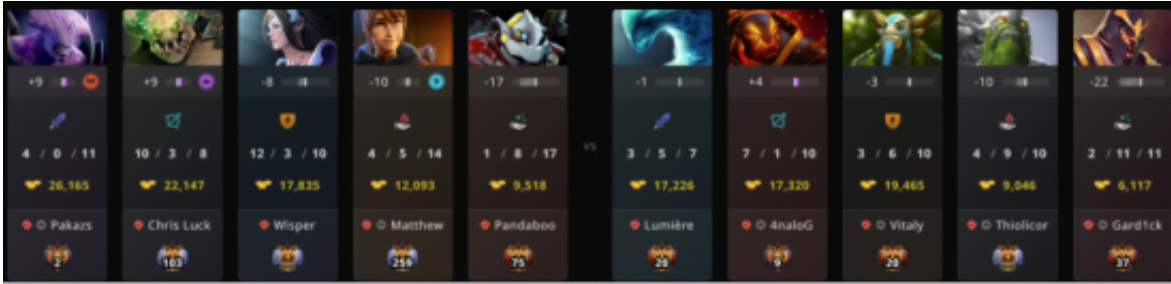 +9 +9 -8 -10 -17 -1 +4 -3 -10 -22
4 / 0 / 11 10 / 3 / 8 12 / 3 / 10 4 / 5 / 14 1 / 8 / 17 vs 3 / 5 / 7 7 / 1 / 10 3 / 6 / 10 4 / 9 / 10 2 / 11 / 11
26,165 22,147 17,835 12,093 9,518 17,226 17,320 19,465 9,046 6,117
Pakazs Chris Luck Wisper Matthew Pandaboo Lumière 4naloG Vitaly Thiolicor Gard1ck
2 103 259 75 20 9 20 37